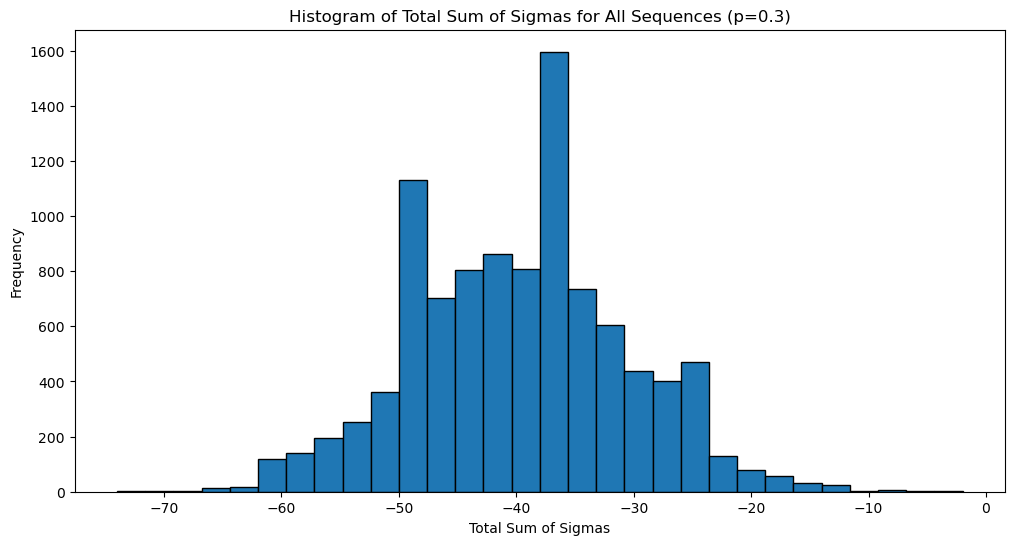 Histogram of Total Sum of Sigmas for All Sequences (p=0.3)
1600
1400
1200
1000
800
600
400
200
0
Frequency
−70 −60 −50 −40 −30 −20 −10 0
Total Sum of Sigmas